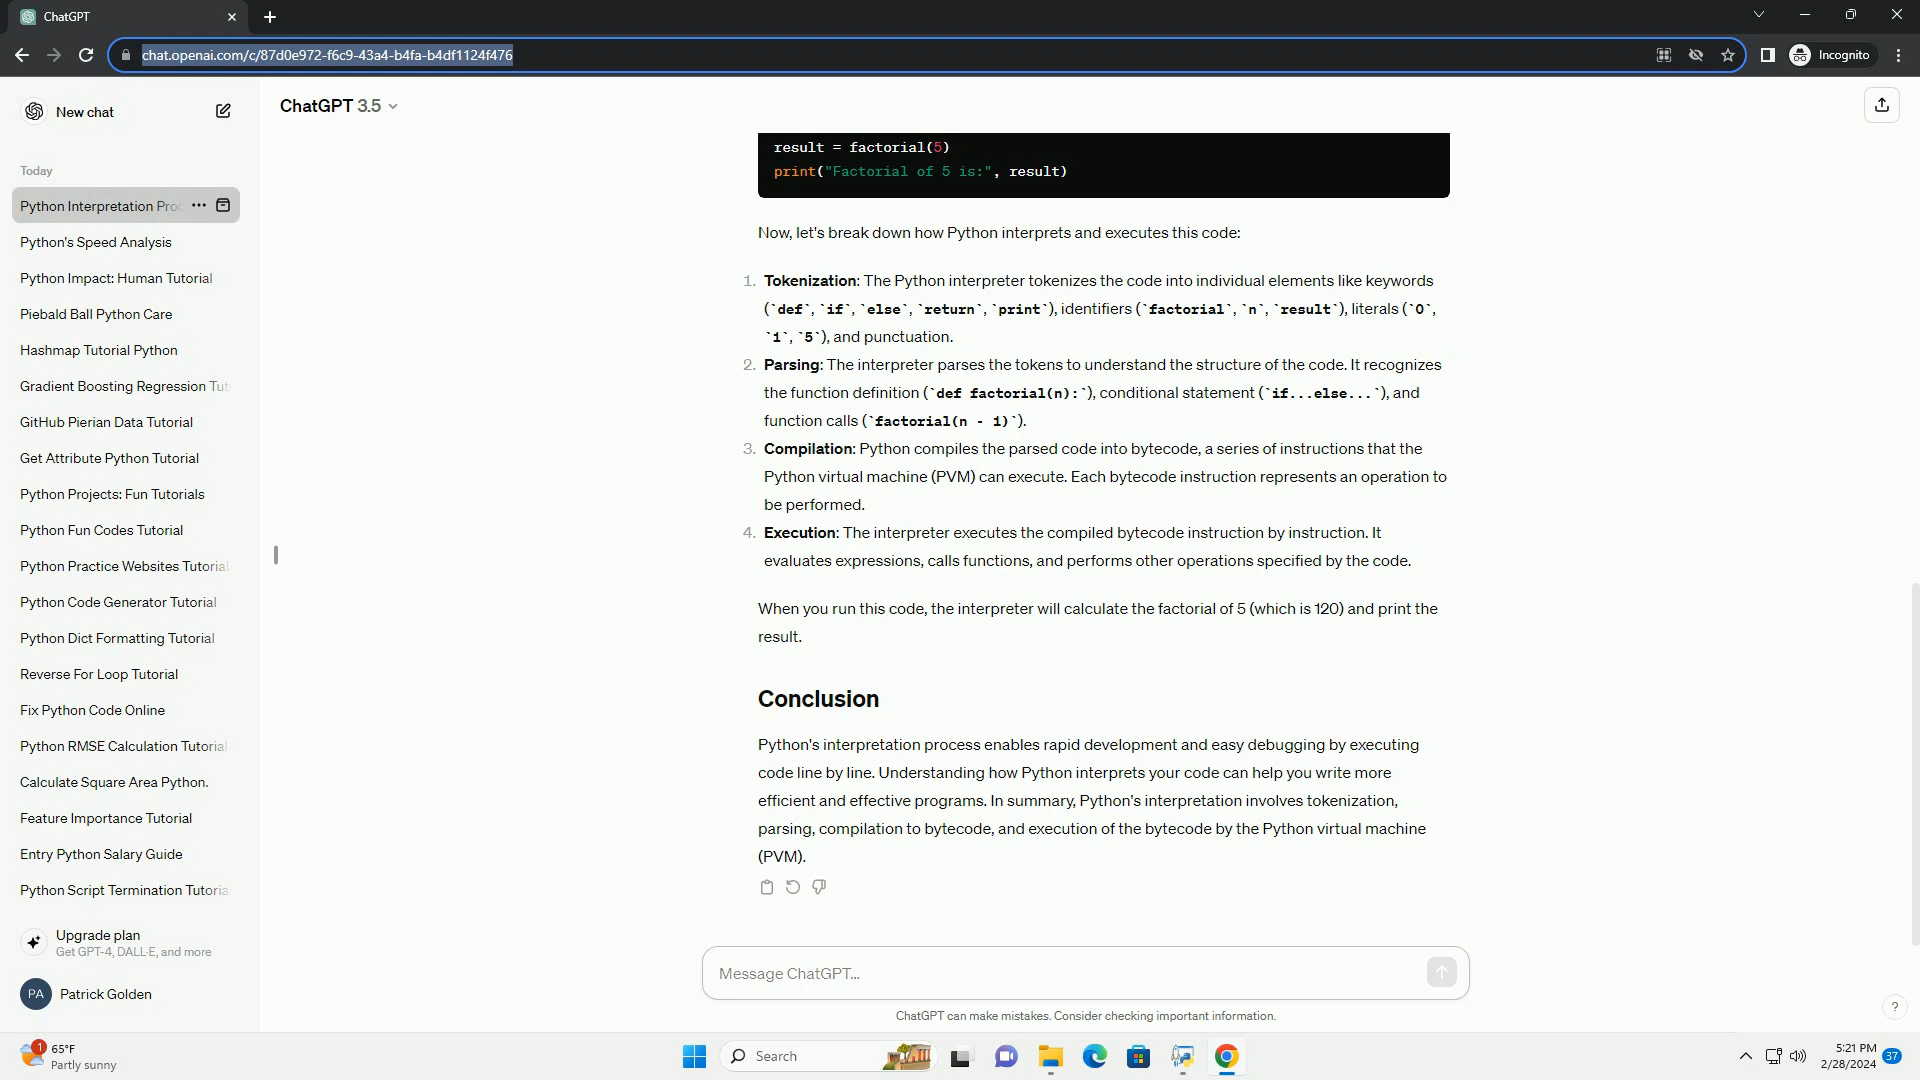 ChatGPT
chat.openai.com/c/87d0e972-f6c9-43a4-b4fa-b4df1124f476
Incognito
New chat
ChatGPT 3.5
Today
Python Interpretation Proc
Python's Speed Analysis
Python Impact: Human Tutorial
Piebald Ball Python Care
Hashmap Tutorial Python
Gradient Boosting Regression Tut
GitHub Pierian Data Tutorial
Get Attribute Python Tutorial
Python Projects: Fun Tutorials
Python Fun Codes Tutorial
Python Practice Websites Tutorial
Python Code Generator Tutorial
Python Dict Formatting Tutorial
Reverse For Loop Tutorial
Fix Python Code Online
Python RMSE Calculation Tutorial
Calculate Square Area Python.
Feature Importance Tutorial
Entry Python Salary Guide
Python Script Termination Tutoria
Upgrade plan
Get GPT-4, DALL·E, and more
PA Patrick Golden
result = factorial(5)
print("Factorial of 5 is:", result)
Now, let's break down how Python interprets and executes this code:
1. Tokenization: The Python interpreter tokenizes the code into individual elements like keywords
(`def`, `if`, `else`, `return`, `print`), identifiers (`factorial`, `n`, `result`), literals (`0`,
`1`, `5`), and punctuation.
2. Parsing: The interpreter parses the tokens to understand the structure of the code. It recognizes
the function definition (`def factorial(n):`), conditional statement (`if...else...`), and
function calls (`factorial(n - 1)`).
3. Compilation: Python compiles the parsed code into bytecode, a series of instructions that the
Python virtual machine (PVM) can execute. Each bytecode instruction represents an operation to
be performed.
4. Execution: The interpreter executes the compiled bytecode instruction by instruction. It
evaluates expressions, calls functions, and performs other operations specified by the code.
When you run this code, the interpreter will calculate the factorial of 5 (which is 120) and print the
result.
Conclusion
Python's interpretation process enables rapid development and easy debugging by executing
code line by line. Understanding how Python interprets your code can help you write more
efficient and effective programs. In summary, Python's interpretation involves tokenization,
parsing, compilation to bytecode, and execution of the bytecode by the Python virtual machine
(PVM).
Message ChatGPT...
ChatGPT can make mistakes. Consider checking important information.
?
1
65°F
Partly sunny
Search
5:21 PM
2/28/2024
37